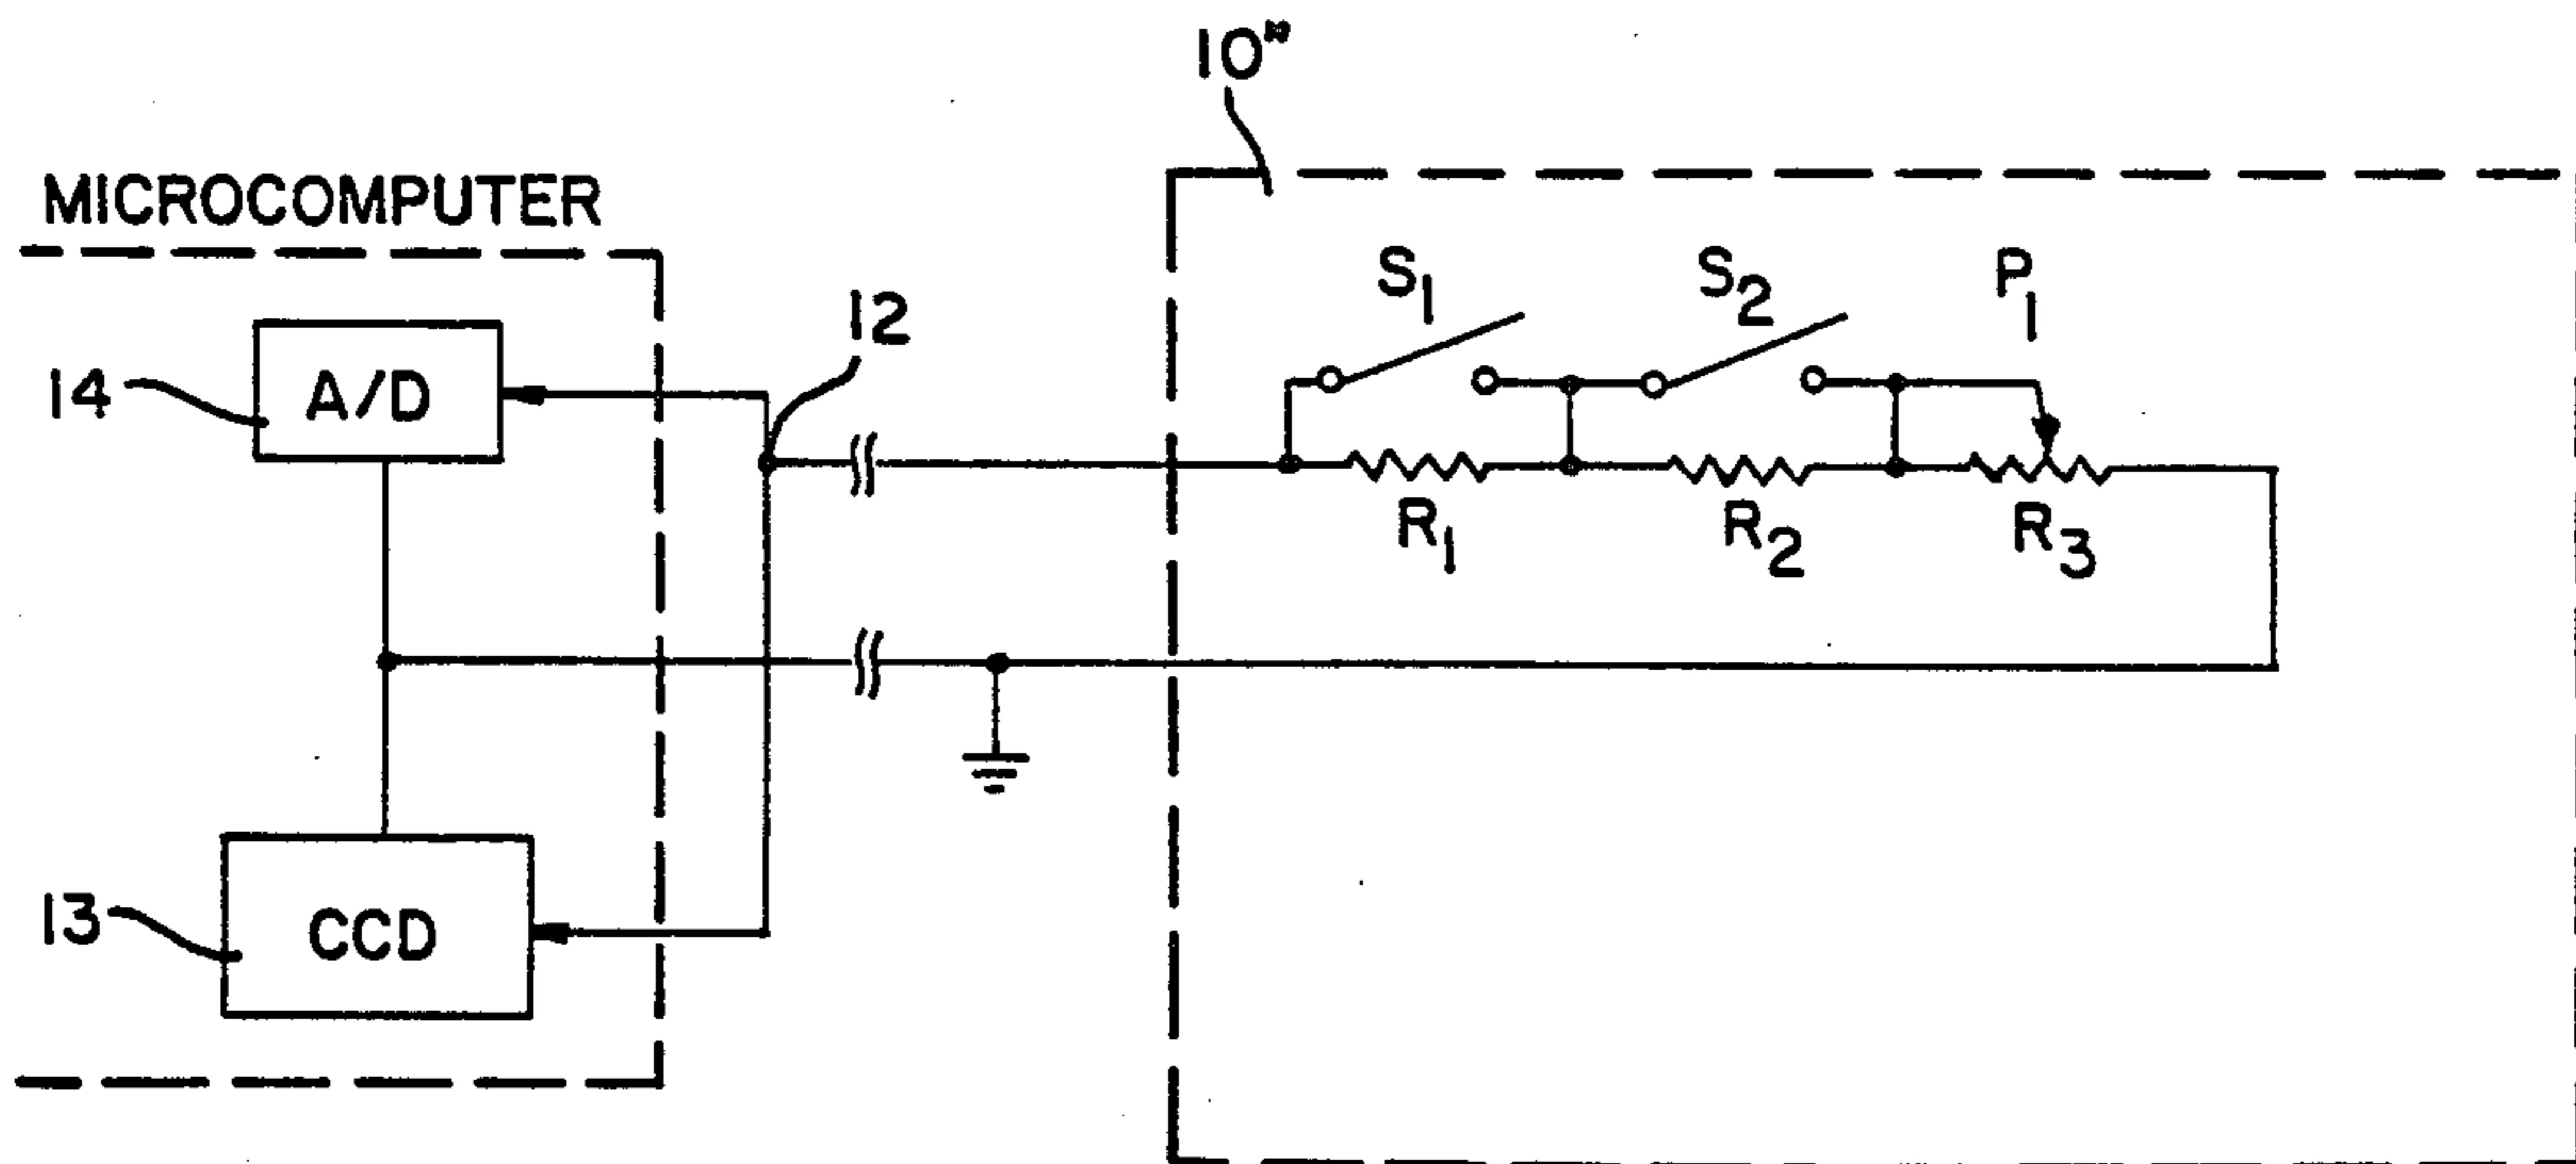 10"
MICROCOMPUTER
S1
S2
P1
12
14
A/D
R1
R2
R3
13
CCD